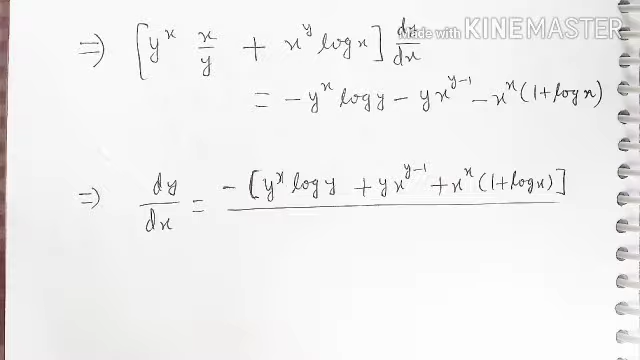 ⇒ [y^x x/y + x^y log x] dy/dx
= - y^x log y - y x^{y-1} - x^x (1 + log x)
⇒ dy/dx = - [y^x log y + y x^{y-1} + x^x (1 + log x)]
Made with KINEMASTER